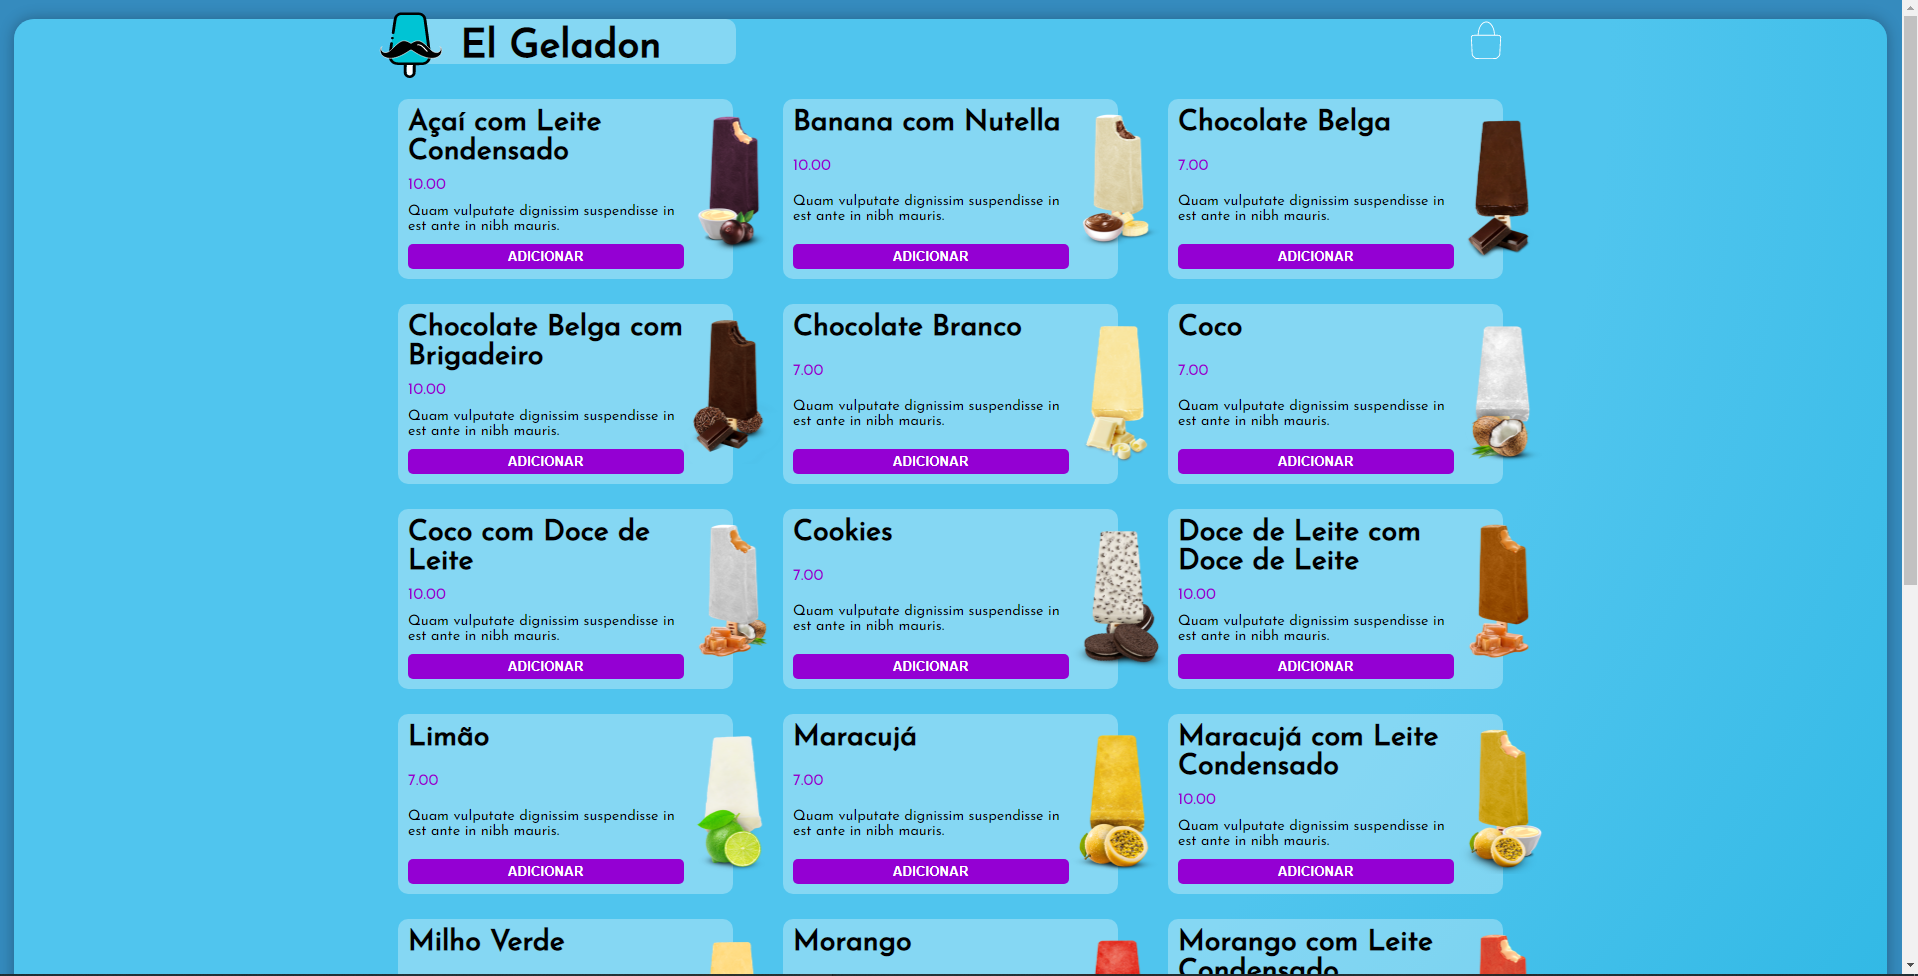 El Geladon
Açaí com Leite
Condensado
10.00
Quam vulputate dignissim suspendisse in
est ante in nibh mauris.
ADICIONAR
Banana com Nutella
10.00
Quam vulputate dignissim suspendisse in
est ante in nibh mauris.
ADICIONAR
Chocolate Belga
7.00
Quam vulputate dignissim suspendisse in
est ante in nibh mauris.
ADICIONAR
Chocolate Belga com
Brigadeiro
10.00
Quam vulputate dignissim suspendisse in
est ante in nibh mauris.
ADICIONAR
Chocolate Branco
7.00
Quam vulputate dignissim suspendisse in
est ante in nibh mauris.
ADICIONAR
Coco
7.00
Quam vulputate dignissim suspendisse in
est ante in nibh mauris.
ADICIONAR
Coco com Doce de
Leite
10.00
Quam vulputate dignissim suspendisse in
est ante in nibh mauris.
ADICIONAR
Cookies
7.00
Quam vulputate dignissim suspendisse in
est ante in nibh mauris.
ADICIONAR
Doce de Leite com
Doce de Leite
10.00
Quam vulputate dignissim suspendisse in
est ante in nibh mauris.
ADICIONAR
Limão
7.00
Quam vulputate dignissim suspendisse in
est ante in nibh mauris.
ADICIONAR
Maracujá
7.00
Quam vulputate dignissim suspendisse in
est ante in nibh mauris.
ADICIONAR
Maracujá com Leite
Condensado
10.00
Quam vulputate dignissim suspendisse in
est ante in nibh mauris.
ADICIONAR
Milho Verde
Morango
Morango com Leite
Condensado